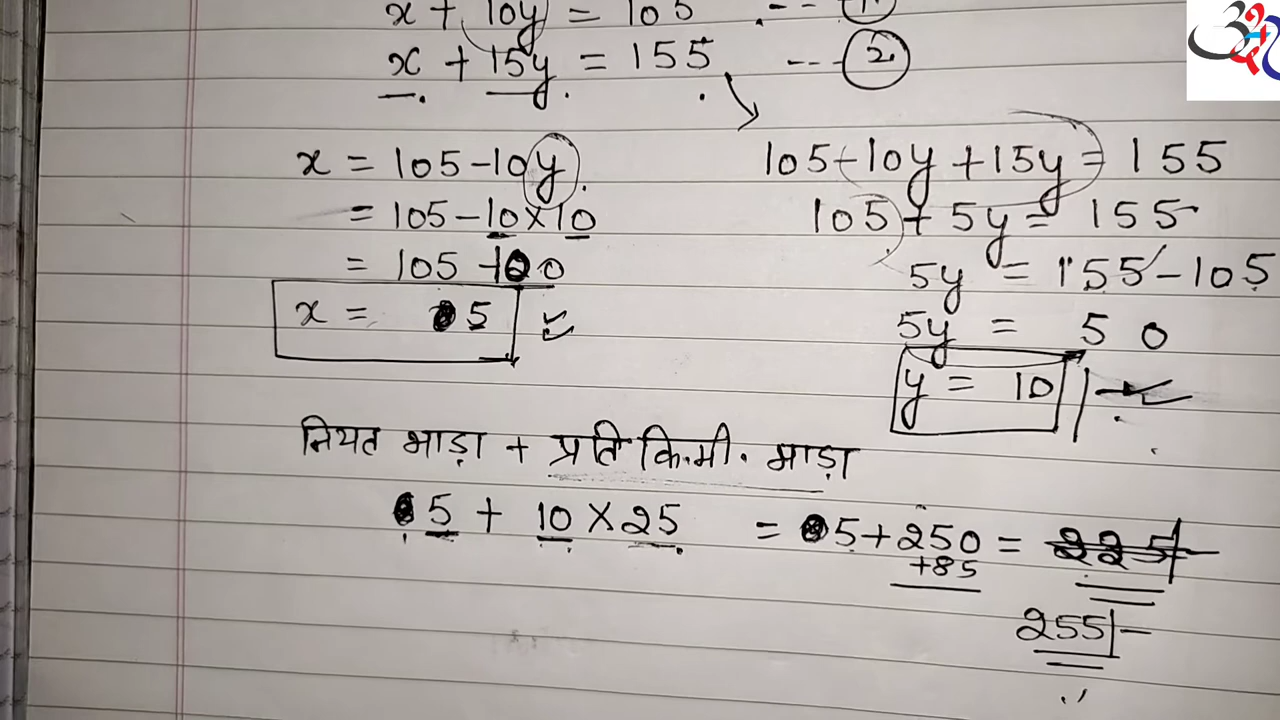 x + 10y = 105 --- 1.
x + 15y = 155 --- 2.
x = 105 - 10y.
= 105 - 10 × 10
= 105 - 100
x = 5
105 - 10y + 15y = 155
105 + 5y = 155
5y = 155 - 105
5y = 50
y = 10
नियत भाड़ा + प्रति कि.मी. भाड़ा
5 + 10 × 25 = 5 + 250 = 225/-
+85
255/-